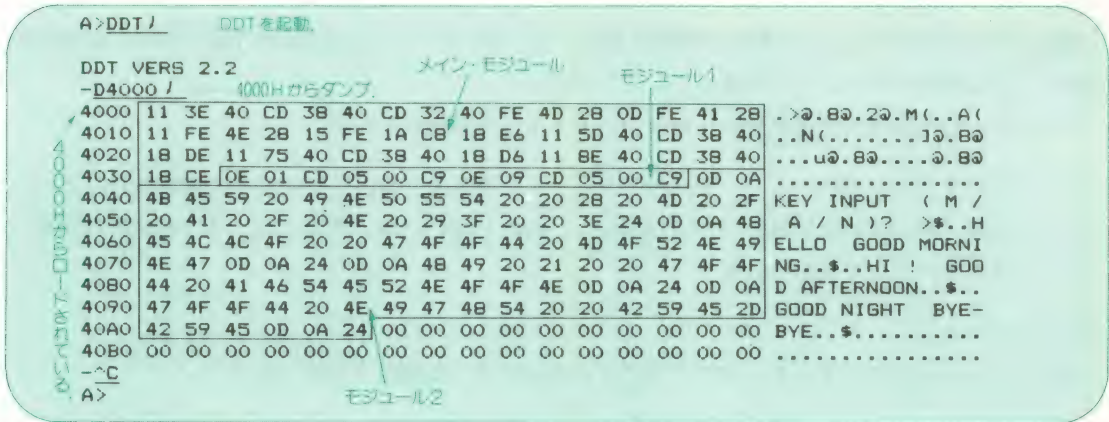 A>DDT↓ DDTを起動.
DDT VERS 2.2 メイン・モジュール モジュール1
-D4000↓ 4000Hからダンプ.
4000 11 3E 40 CD 38 40 CD 32 40 FE 4D 28 0D FE 41 28 .>@.8@.2@.M(..A(
4010 11 FE 4E 28 15 FE 1A C8 18 E6 11 5D 40 CD 38 40 ..N(.......]@.8@
4020 18 DE 11 75 40 CD 38 40 18 D6 11 8E 40 CD 38 40 ...u@.8@....@.8@
4030 18 CE 0E 01 CD 05 00 C9 0E 09 CD 05 00 C9 0D 0A ................
4040 4B 45 59 20 49 4E 50 55 54 20 20 28 20 4D 20 2F KEY INPUT  ( M /
4050 20 41 20 2F 20 4E 20 29 3F 20 20 3E 24 0D 0A 48  A / N )?  >$..H
4060 45 4C 4C 4F 20 20 47 4F 4F 44 20 4D 4F 52 4E 49 ELLO  GOOD MORNI
4070 4E 47 0D 0A 24 0D 0A 48 49 20 21 20 20 47 4F 4F NG..$..HI !  GOO
4080 44 20 41 46 54 45 52 4E 4F 4F 4E 0D 0A 24 0D 0A D AFTERNOON..$..
4090 47 4F 4F 44 20 4E 49 47 48 54 20 20 42 59 45 2D GOOD NIGHT  BYE-
40A0 42 59 45 0D 0A 24 00 00 00 00 00 00 00 00 00 00 BYE..$..........
40B0 00 00 00 00 00 00 00 00 00 00 00 00 00 00 00 00 ................
-^C
A> モジュール2
4000Hからロードされている.